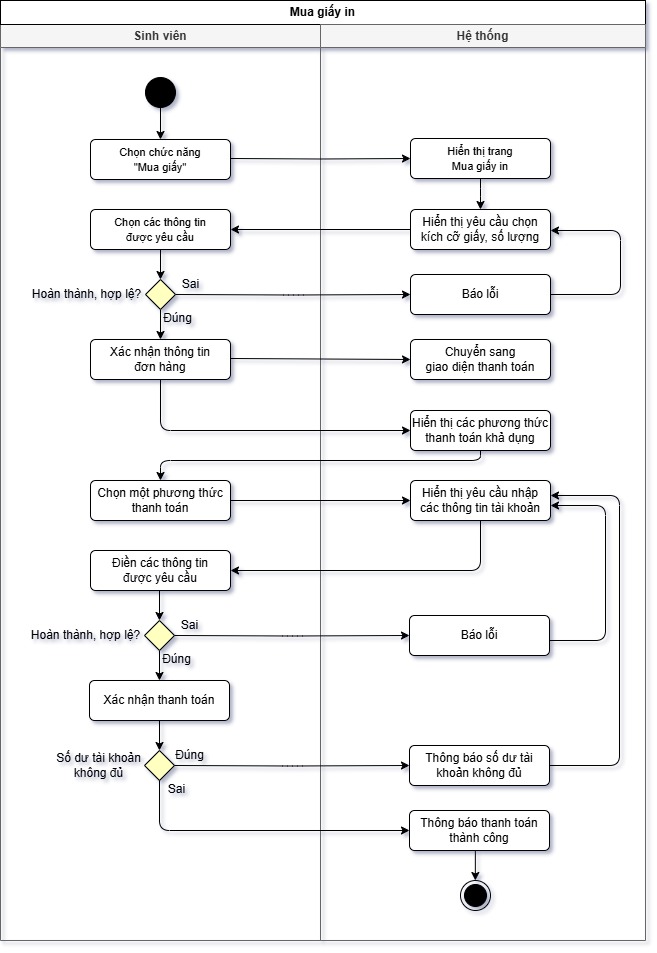 Mua giấy in
Sinh viên
Hệ thống
Chọn chức năng
"Mua giấy"
Hiển thị trang
Mua giấy in
Chọn các thông tin
được yêu cầu
Hiển thị yêu cầu chọn
kích cỡ giấy, số lượng
Hoàn thành, hợp lệ?
Sai
Báo lỗi
Đúng
Xác nhận thông tin
đơn hàng
Chuyển sang
giao diện thanh toán
Hiển thị các phương thức
thanh toán khả dụng
Chọn một phương thức
thanh toán
Hiển thị yêu cầu nhập
các thông tin tài khoản
Điền các thông tin
được yêu cầu
Hoàn thành, hợp lệ?
Sai
Báo lỗi
Đúng
Xác nhận thanh toán
Số dư tài khoản
không đủ
Đúng
Thông báo số dư tài
khoản không đủ
Sai
Thông báo thanh toán
thành công